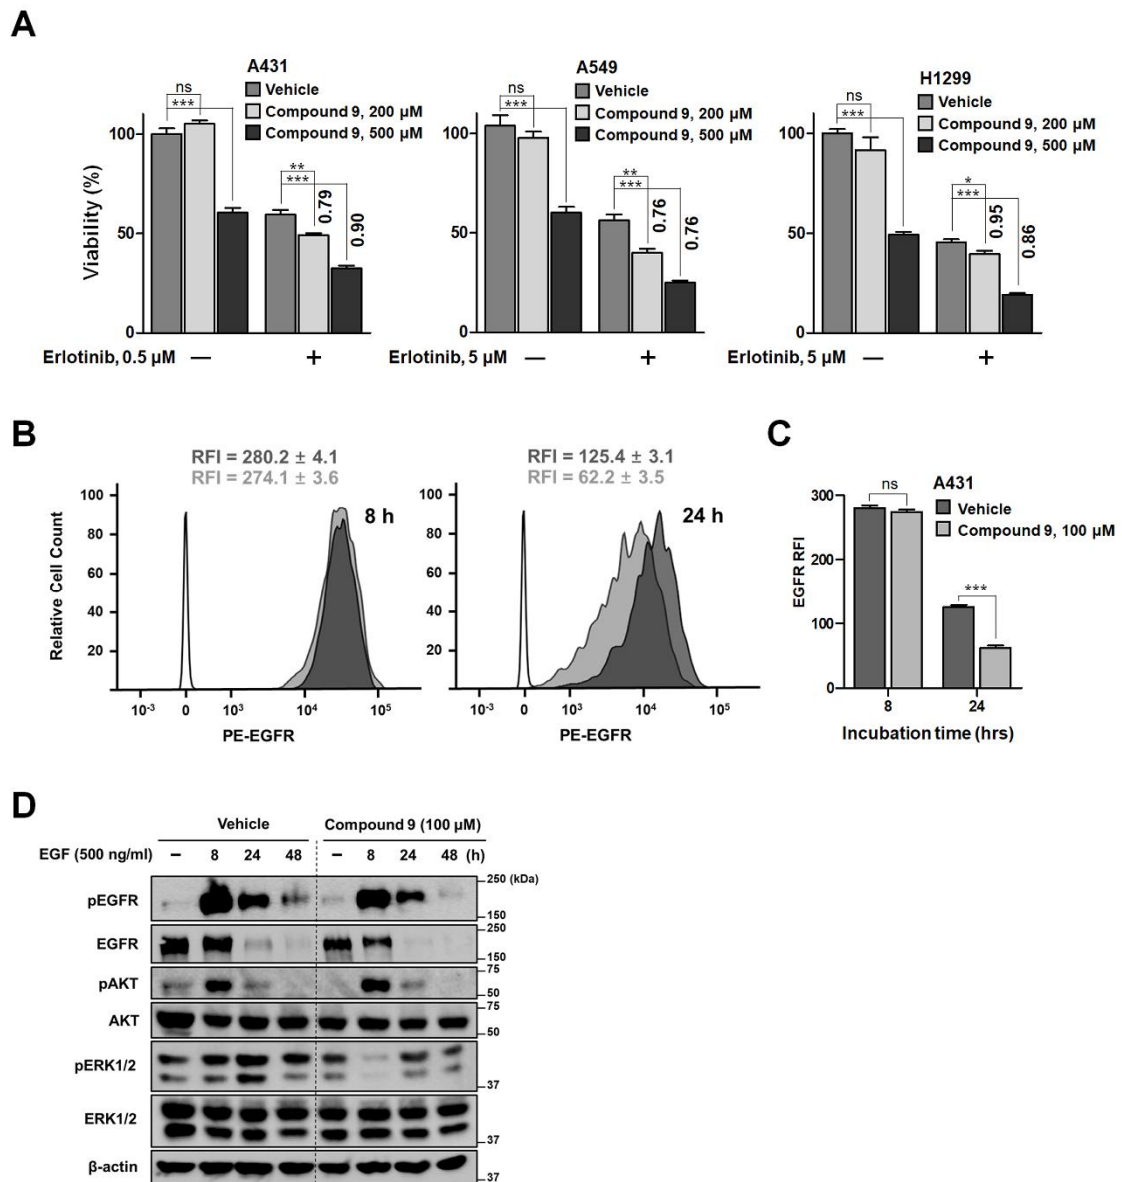 A
A431
Vehicle
Compound 9, 200 µM
Compound 9, 500 µM
ns
***
**
***
0.79
0.90
100
50
0
Viability (%)
Erlotinib, 0.5 µM — +
A549
Vehicle
Compound 9, 200 µM
Compound 9, 500 µM
ns
***
**
***
0.76
0.76
100
50
0
Erlotinib, 5 µM — +
H1299
Vehicle
Compound 9, 200 µM
Compound 9, 500 µM
ns
***
*
***
0.95
0.86
100
50
0
Erlotinib, 5 µM — +
B
RFI = 280.2 ± 4.1
RFI = 274.1 ± 3.6
8 h
100
80
60
40
20
Relative Cell Count
10-3 0 10³ 10⁴ 10⁵
PE-EGFR
RFI = 125.4 ± 3.1
RFI = 62.2 ± 3.5
24 h
100
80
60
40
20
10-3 0 10³ 10⁴ 10⁵
PE-EGFR
C
A431
Vehicle
Compound 9, 100 µM
ns
***
300
200
100
0
EGFR RFI
8 24
Incubation time (hrs)
D
Vehicle Compound 9 (100 µM)
EGF (500 ng/ml) – 8 24 48 – 8 24 48 (h)
pEGFR 250 (kDa)
150
EGFR 250
150
pAKT 75
50
AKT 75
50
pERK1/2 37
ERK1/2 37
β-actin 37